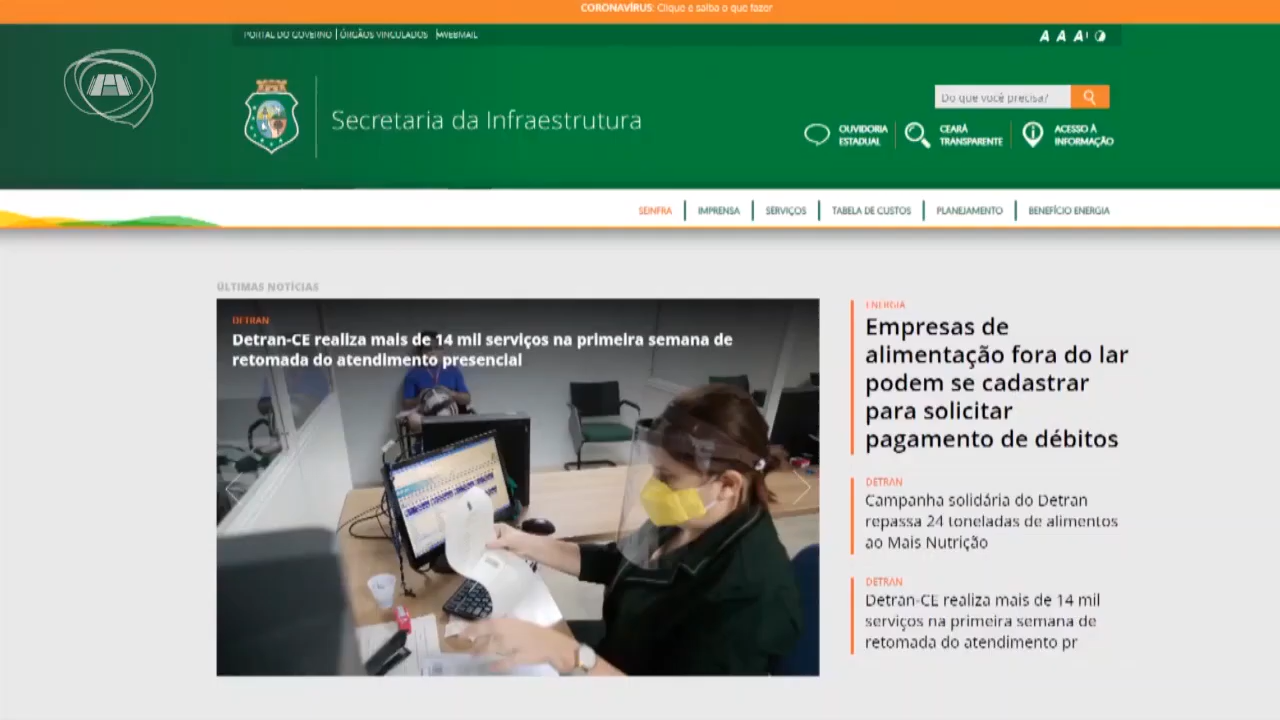 CORONAVÍRUS: Clique e saiba o que fazer
PORTAL DO GOVERNO | ÓRGÃOS VINCULADOS | WEBMAIL
A A A
Secretaria da Infraestrutura
Do que você precisa?
OUVIDORIA
ESTADUAL
CEARÁ
TRANSPARENTE
ACESSO À
INFORMAÇÃO
SEINFRA
IMPRENSA
SERVIÇOS
TABELA DE CUSTOS
PLANEJAMENTO
BENEFÍCIO ENERGIA
ÚLTIMAS NOTÍCIAS
DETRAN
Detran-CE realiza mais de 14 mil serviços na primeira semana de
retomada do atendimento presencial
ENERGIA
Empresas de
alimentação fora do lar
podem se cadastrar
para solicitar
pagamento de débitos
DETRAN
Campanha solidária do Detran
repassa 24 toneladas de alimentos
ao Mais Nutrição
DETRAN
Detran-CE realiza mais de 14 mil
serviços na primeira semana de
retomada do atendimento pr